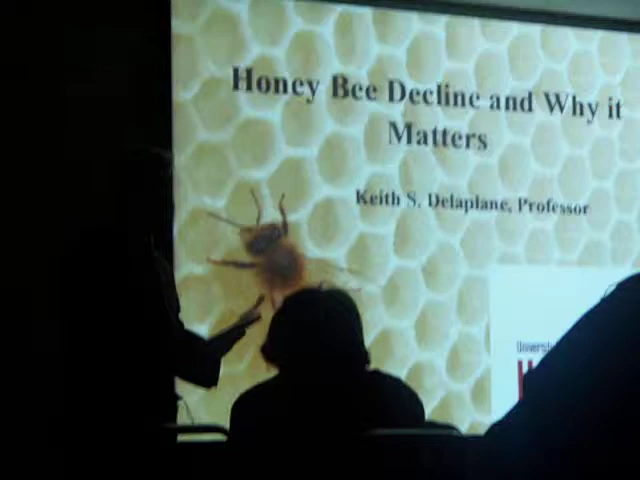 Honey Bee Decline and Why it
Matters
Keith S. Delaplane, Professor